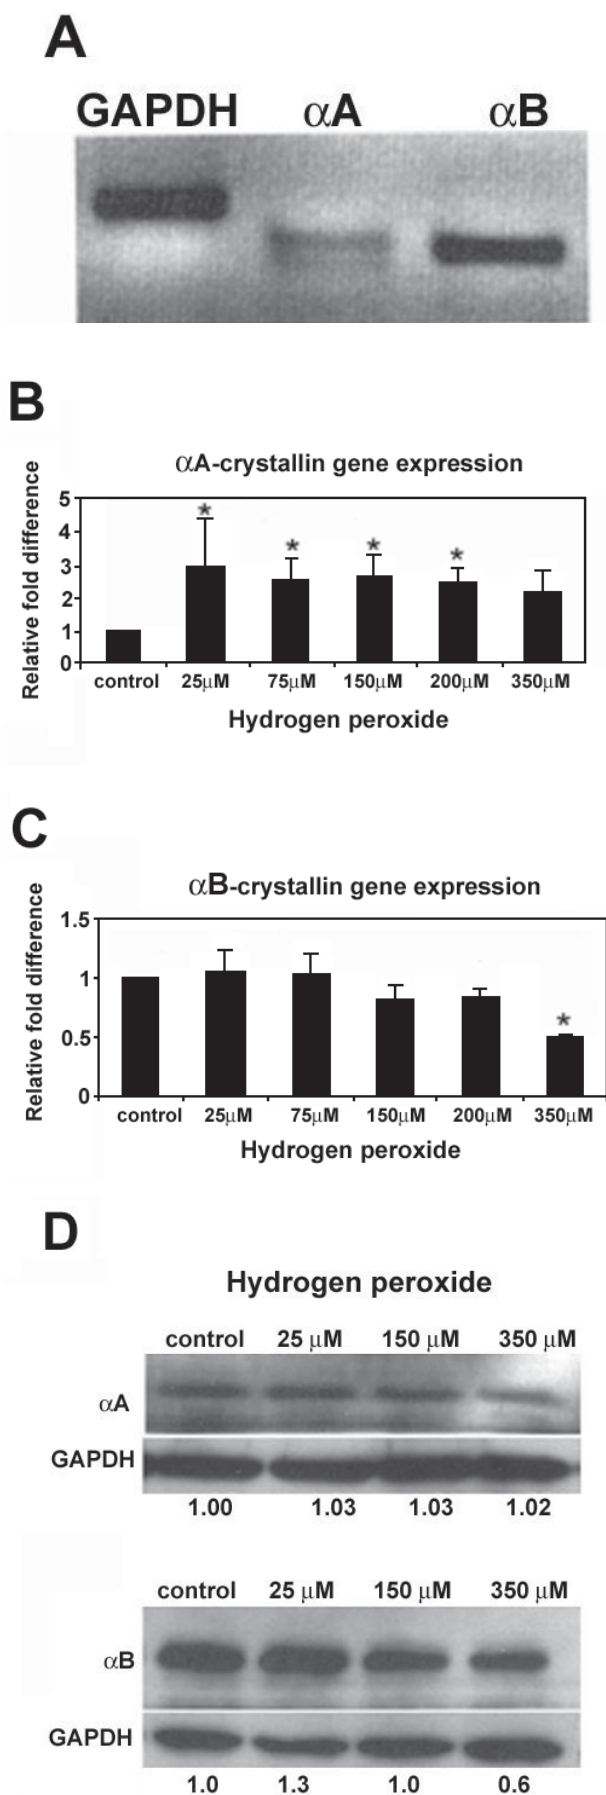 A
GAPDH αA αB
B
αA-crystallin gene expression
Relative fold difference
5
4
3
2
1
0
* * * *
control 25μM 75μM 150μM 200μM 350μM
Hydrogen peroxide
C
αB-crystallin gene expression
Relative fold difference
1.5
1
0.5
0
*
control 25μM 75μM 150μM 200μM 350μM
Hydrogen peroxide
D
Hydrogen peroxide
control 25 μM 150 μM 350 μM
αA
GAPDH
1.00 1.03 1.03 1.02
control 25 μM 150 μM 350 μM
αB
GAPDH
1.0 1.3 1.0 0.6